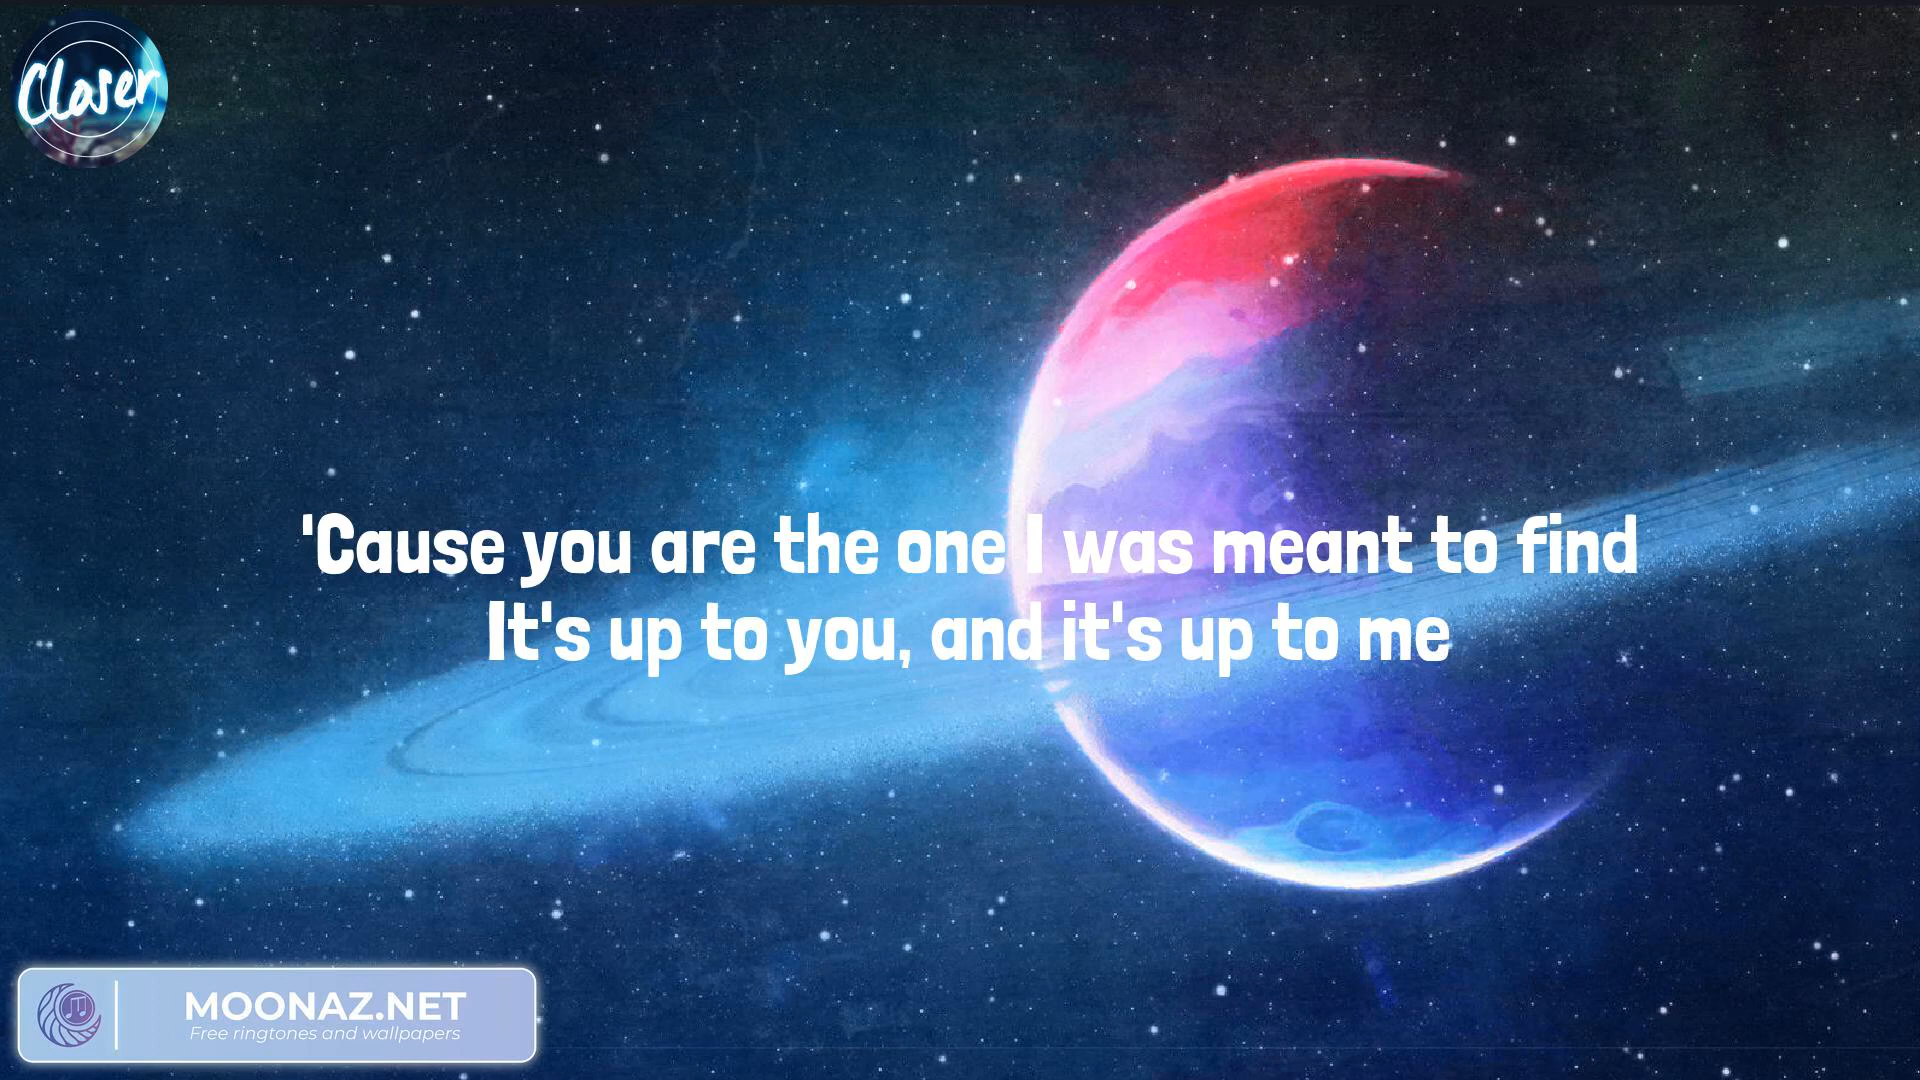 Closer
'Cause you are the one I was meant to find
It's up to you, and it's up to me
MOONAZ.NET
Free ringtones and wallpapers